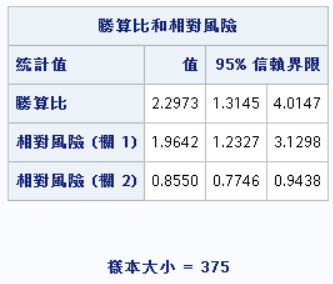 勝算比和相對風險
統計值 值 95% 信賴界限
勝算比 2.2973 1.3145 4.0147
相對風險 (欄 1) 1.9642 1.2327 3.1298
相對風險 (欄 2) 0.8550 0.7746 0.9438
樣本大小 = 375